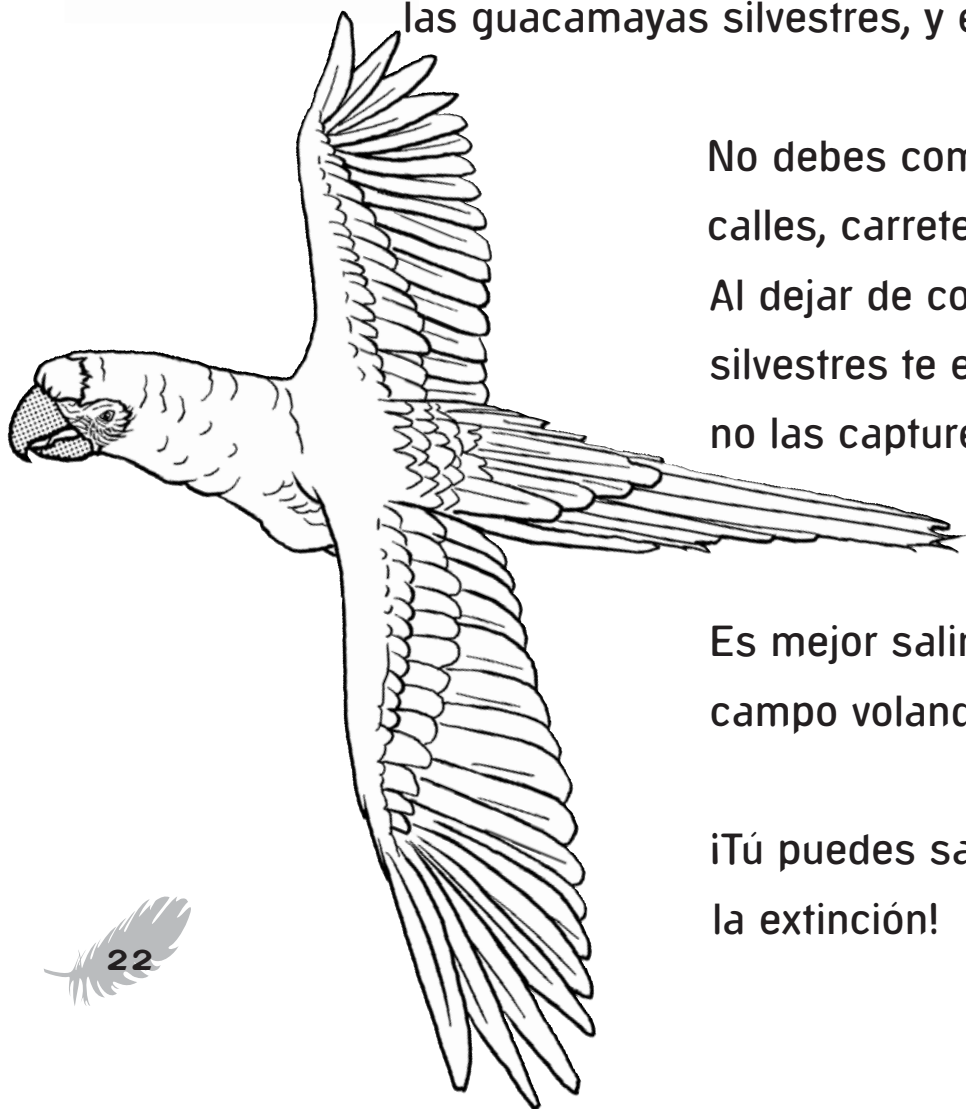 las guacamayas silvestres, y e
No debes com
calles, carrete
Al dejar de co
silvestres te e
no las capture
Es mejor salir
campo voland
¡Tú puedes sa
la extinción!
22